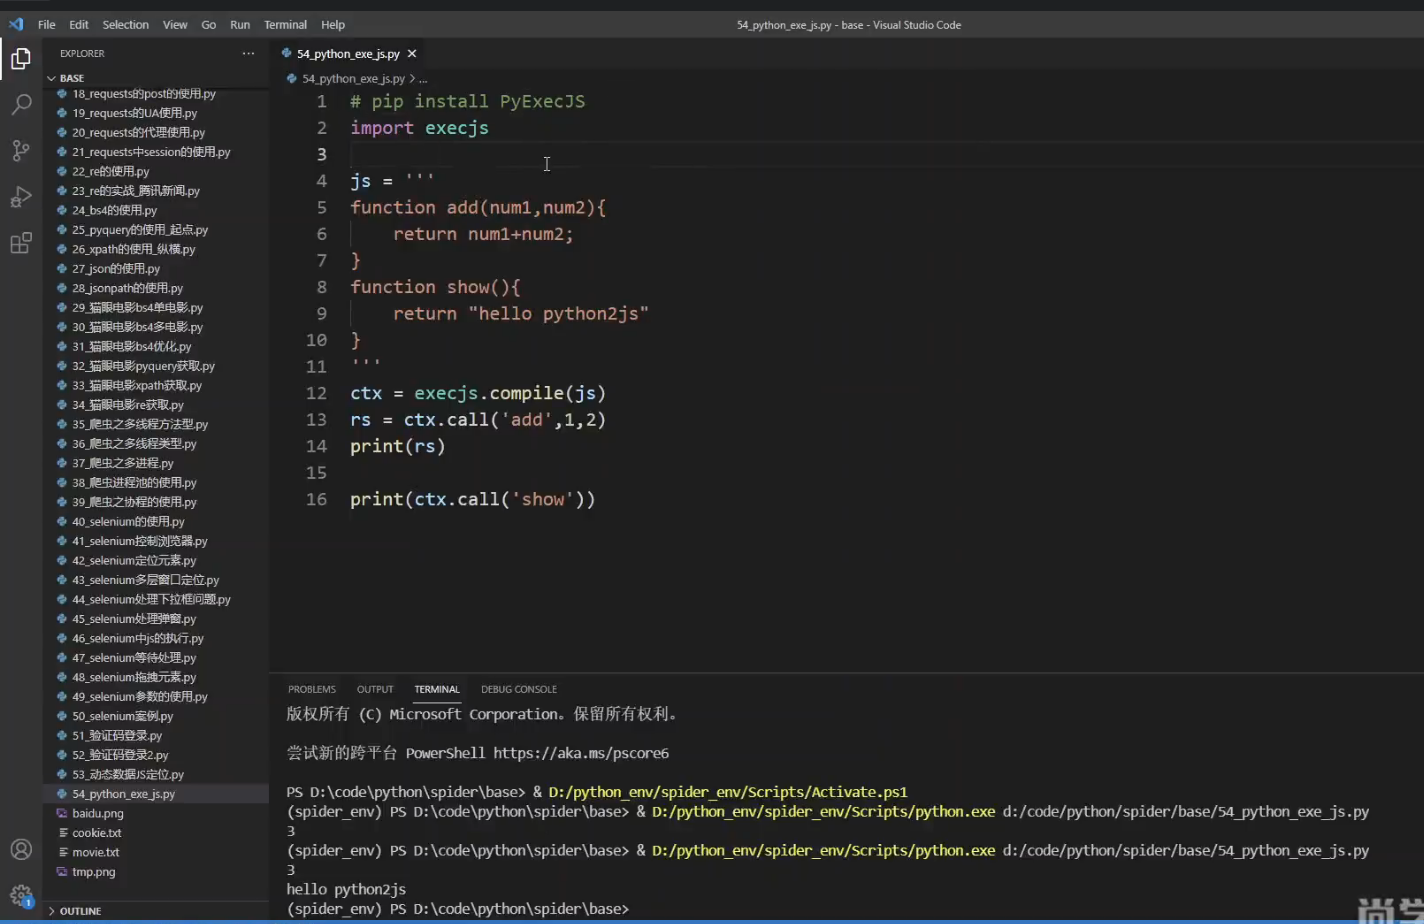 File Edit Selection View Go Run Terminal Help
54_python_exe_js.py - base - Visual Studio Code
EXPLORER
BASE
18_requests的post的使用.py
19_requests的UA使用.py
20_requests的代理使用.py
21_requests中session的使用.py
22_re的使用.py
23_re的实战_腾讯新闻.py
24_bs4的使用.py
25_pyquery的使用_起点.py
26_xpath的使用_纵横.py
27_json的使用.py
28_jsonpath的使用.py
29_猫眼电影bs4单电影.py
30_猫眼电影bs4多电影.py
31_猫眼电影bs4优化.py
32_猫眼电影pyquery获取.py
33_猫眼电影xpath获取.py
34_猫眼电影re获取.py
35_爬虫之多线程方法型.py
36_爬虫之多线程类型.py
37_爬虫之多进程.py
38_爬虫进程池的使用.py
39_爬虫之协程的使用.py
40_selenium的使用.py
41_selenium控制浏览器.py
42_selenium定位元素.py
43_selenium多层窗口定位.py
44_selenium处理下拉框问题.py
45_selenium处理弹窗.py
46_selenium中js的执行.py
47_selenium等待处理.py
48_selenium拖拽元素.py
49_selenium参数的使用.py
50_selenium案例.py
51_验证码登录.py
52_验证码登录2.py
53_动态数据JS定位.py
54_python_exe_js.py
baidu.png
cookie.txt
movie.txt
tmp.png
OUTLINE
1
54_python_exe_js.py
54_python_exe_js.py > ...
1 # pip install PyExecJS
2 import execjs
3
4 js = '''
5 function add(num1,num2){
6     return num1+num2;
7 }
8 function show(){
9     return "hello python2js"
10 }
11 '''
12 ctx = execjs.compile(js)
13 rs = ctx.call('add',1,2)
14 print(rs)
15
16 print(ctx.call('show'))
PROBLEMS OUTPUT TERMINAL DEBUG CONSOLE
版权所有 (C) Microsoft Corporation。保留所有权利。
尝试新的跨平台 PowerShell https://aka.ms/pscore6
PS D:\code\python\spider\base> & D:/python_env/spider_env/Scripts/Activate.ps1
(spider_env) PS D:\code\python\spider\base> & D:/python_env/spider_env/Scripts/python.exe d:/code/python/spider/base/54_python_exe_js.py
3
(spider_env) PS D:\code\python\spider\base> & D:/python_env/spider_env/Scripts/python.exe d:/code/python/spider/base/54_python_exe_js.py
3
hello python2js
(spider_env) PS D:\code\python\spider\base>